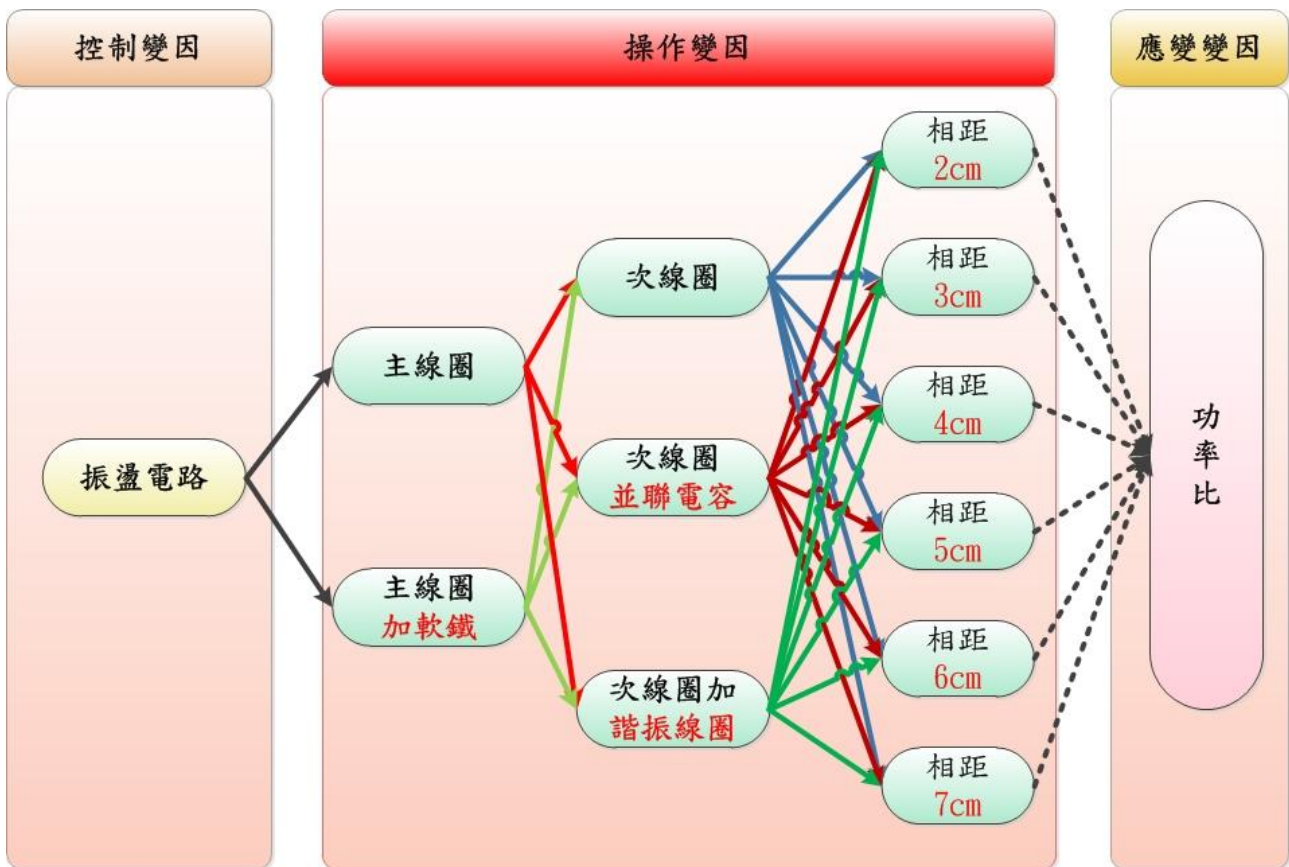 控制變因
操作變因
應變變因
振盪電路
主線圈
主線圈
加軟鐵
次線圈
次線圈
並聯電容
次線圈加
諧振線圈
相距
2cm
相距
3cm
相距
4cm
相距
5cm
相距
6cm
相距
7cm
功
率
比